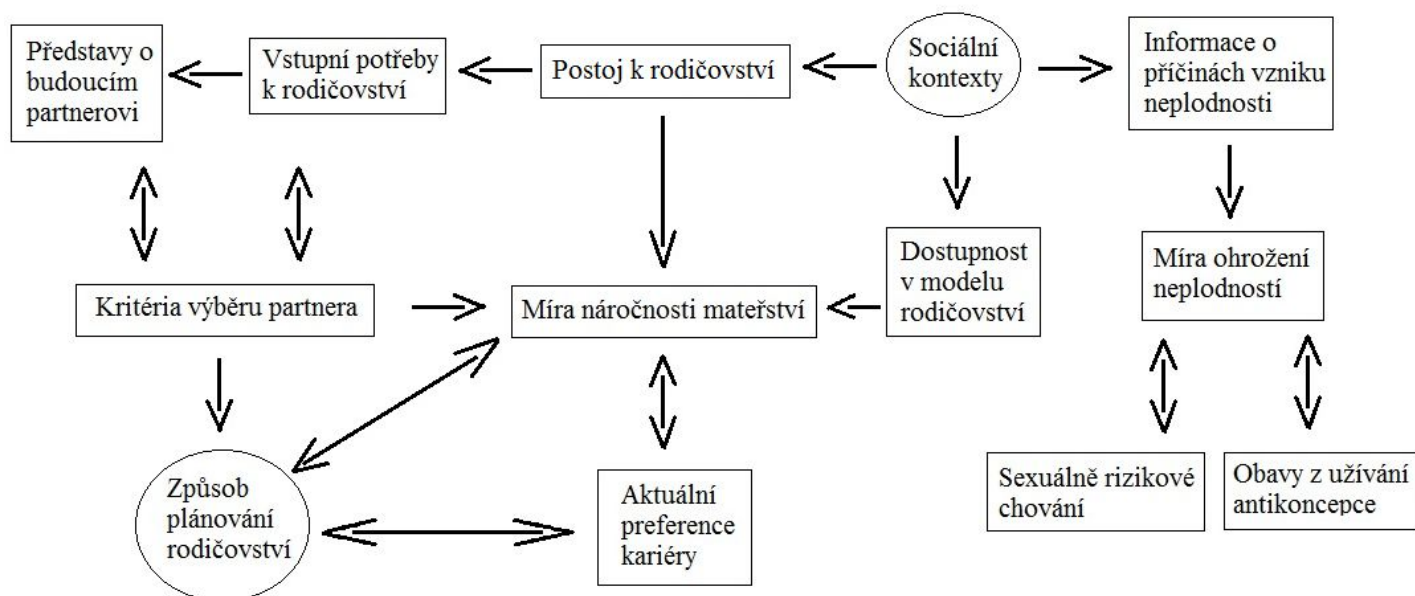 Představy o
budoucím
partnerovi
Vstupní potřeby
k rodičovství
Postoj k rodičovství
Sociální
kontexty
Informace o
příčinách vzniku
neplodnosti
Kritéria výběru partnera
Míra náročnosti mateřství
Dostupnost
v modelu
rodičovství
Míra ohrožení
neplodností
Způsob
plánování
rodičovství
Aktuální
preference
kariéry
Sexuálně rizikové
chování
Obavy z užívání
antikoncepce